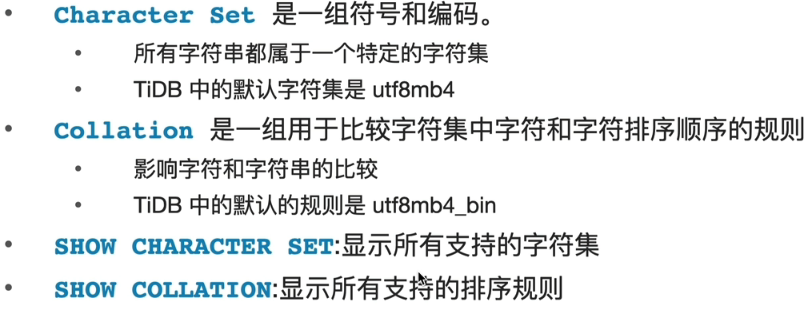 Character Set 是一组符号和编码。
所有字符串都属于一个特定的字符集
TiDB 中的默认字符集是 utf8mb4
Collation 是一组用于比较字符集中字符和字符排序顺序的规则
影响字符和字符串的比较
TiDB 中的默认的规则是 utf8mb4_bin
SHOW CHARACTER SET:显示所有支持的字符集
SHOW COLLATION:显示所有支持的排序规则